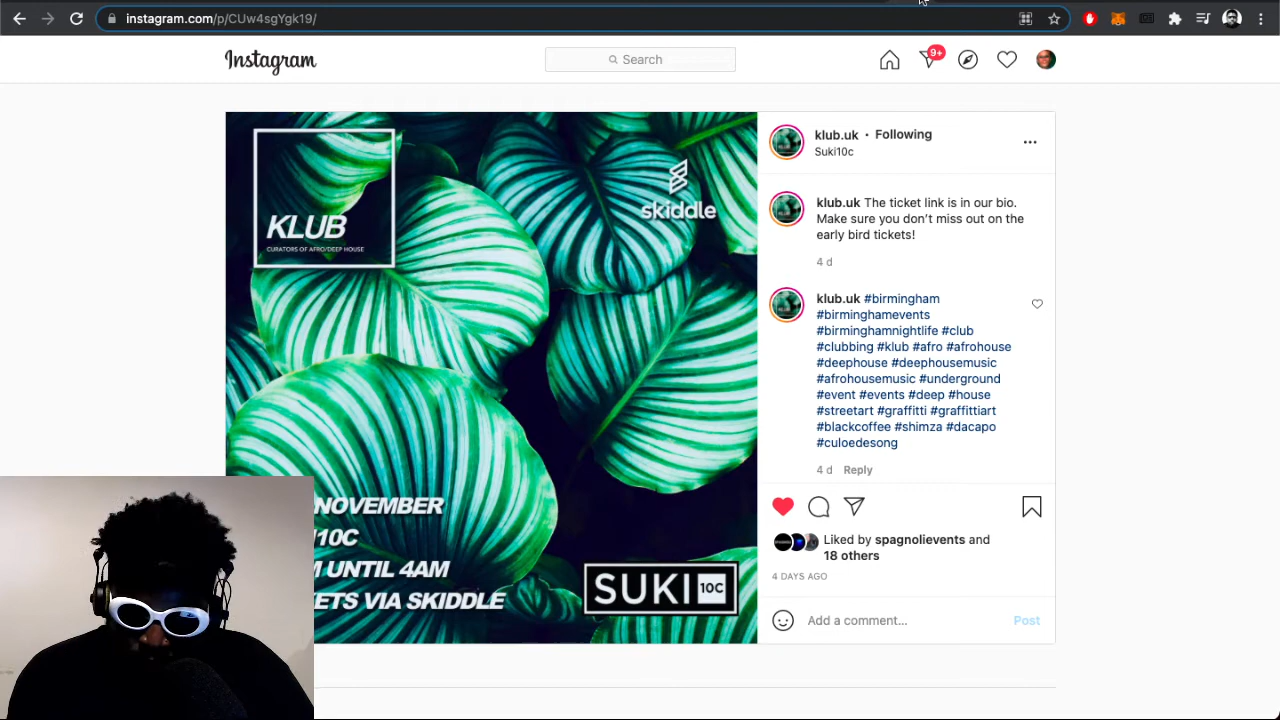 instagram.com/p/CUw4sgYgk19/
Instagram
Search
9+
KLUB
CURATORS OF AFRO/DEEP HOUSE
skiddle
NOVEMBER
10C
UNTIL 4AM
VIA SKIDDLE
SUKI 10C
klub.uk • Following
Suki10c
klub.uk The ticket link is in our bio.
Make sure you don’t miss out on the
early bird tickets!
4 d
klub.uk #birmingham
#birminghamevents
#birminghamnightlife #club
#clubbing #klub #afro #afrohouse
#deephouse #deephousemusic
#afrohousemusic #underground
#event #events #deep #house
#streetart #graffitti #graffittiart
#blackcoffee #shimza #dacapo
#culoedesong
4 d Reply
Liked by spagnolievents and
18 others
4 DAYS AGO
Add a comment...
Post